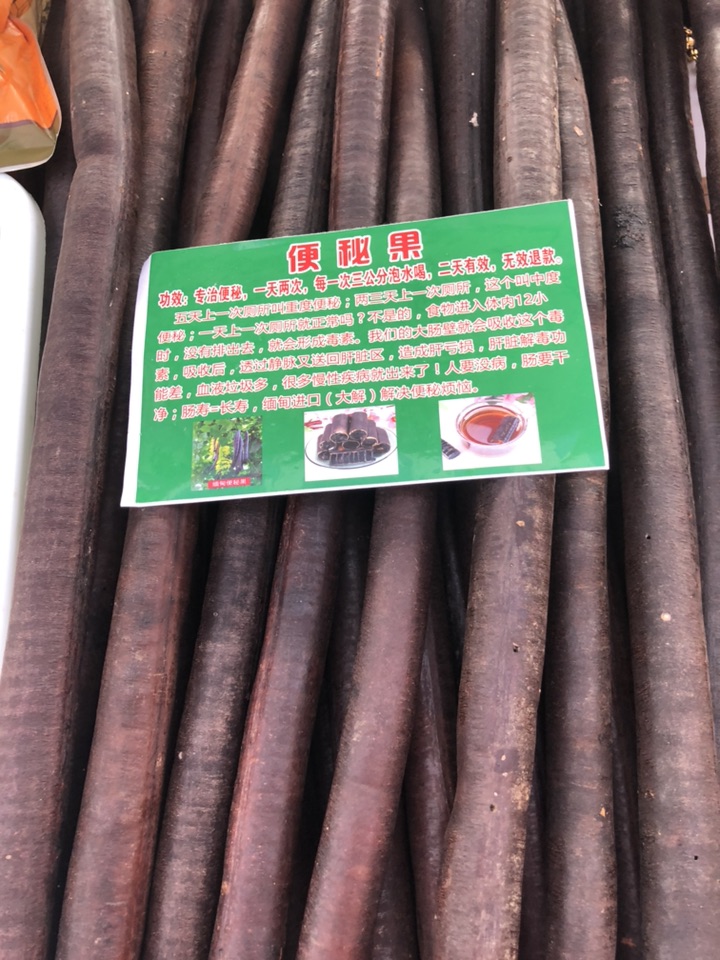 便秘果
功效：专治便秘，一天两次，每一次三公分泡水喝，二天有效，无效退款。
五天上一次厕所叫重度便秘；两三天上一次厕所，这个叫中度
便秘；一天上一次厕所就正常吗？不是的，食物进入体内12小
时，没有排出去，就会形成毒素。我们的大肠壁就会吸收这个毒
素，吸收后，透过静脉又送回肝脏区，造成肝亏损，肝脏解毒功
能差，血液垃圾多，很多慢性疾病就出来了！人要没病，肠要干
净；肠寿=长寿，缅甸进口（大解）解决便秘烦恼。
缅甸便秘果